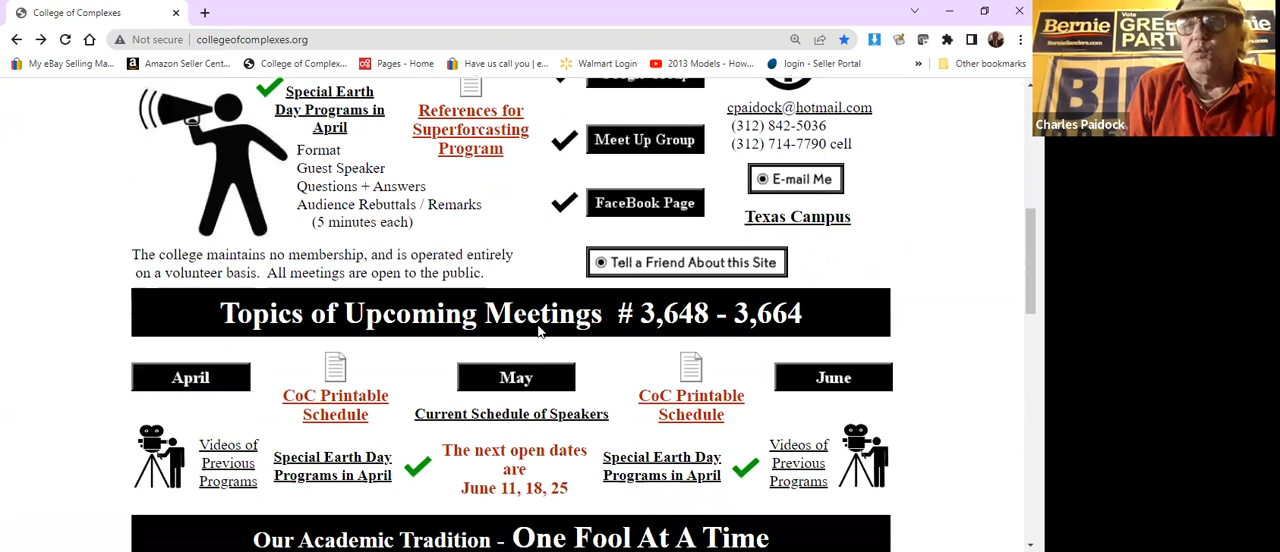 College of Complexes
Not secure
collegeofcomplexes.org
My eBay Selling Ma...
Amazon Seller Cent...
College of Complex...
Pages - Home
Have us call you | e...
Walmart Login
2013 Models - How...
login - Seller Portal
»
Other bookmarks
Special Earth
Day Programs in
April
Format
Guest Speaker
Questions + Answers
Audience Rebuttals / Remarks
(5 minutes each)
References for
Superforcasting
Program
Meet Up Group
FaceBook Page
cpaidock@hotmail.com
(312) 842-5036
(312) 714-7790 cell
E-mail Me
Texas Campus
The college maintains no membership, and is operated entirely
on a volunteer basis. All meetings are open to the public.
Tell a Friend About this Site
Topics of Upcoming Meetings # 3,648 - 3,664
April
CoC Printable
Schedule
May
Current Schedule of Speakers
CoC Printable
Schedule
June
Videos of
Previous
Programs
Special Earth Day
Programs in April
The next open dates
are
June 11, 18, 25
Special Earth Day
Programs in April
Videos of
Previous
Programs
Our Academic Tradition - One Fool At A Time
Bernie
BernieSanders.com
Vote
GREE
PART
Bernie
Charles Paidock